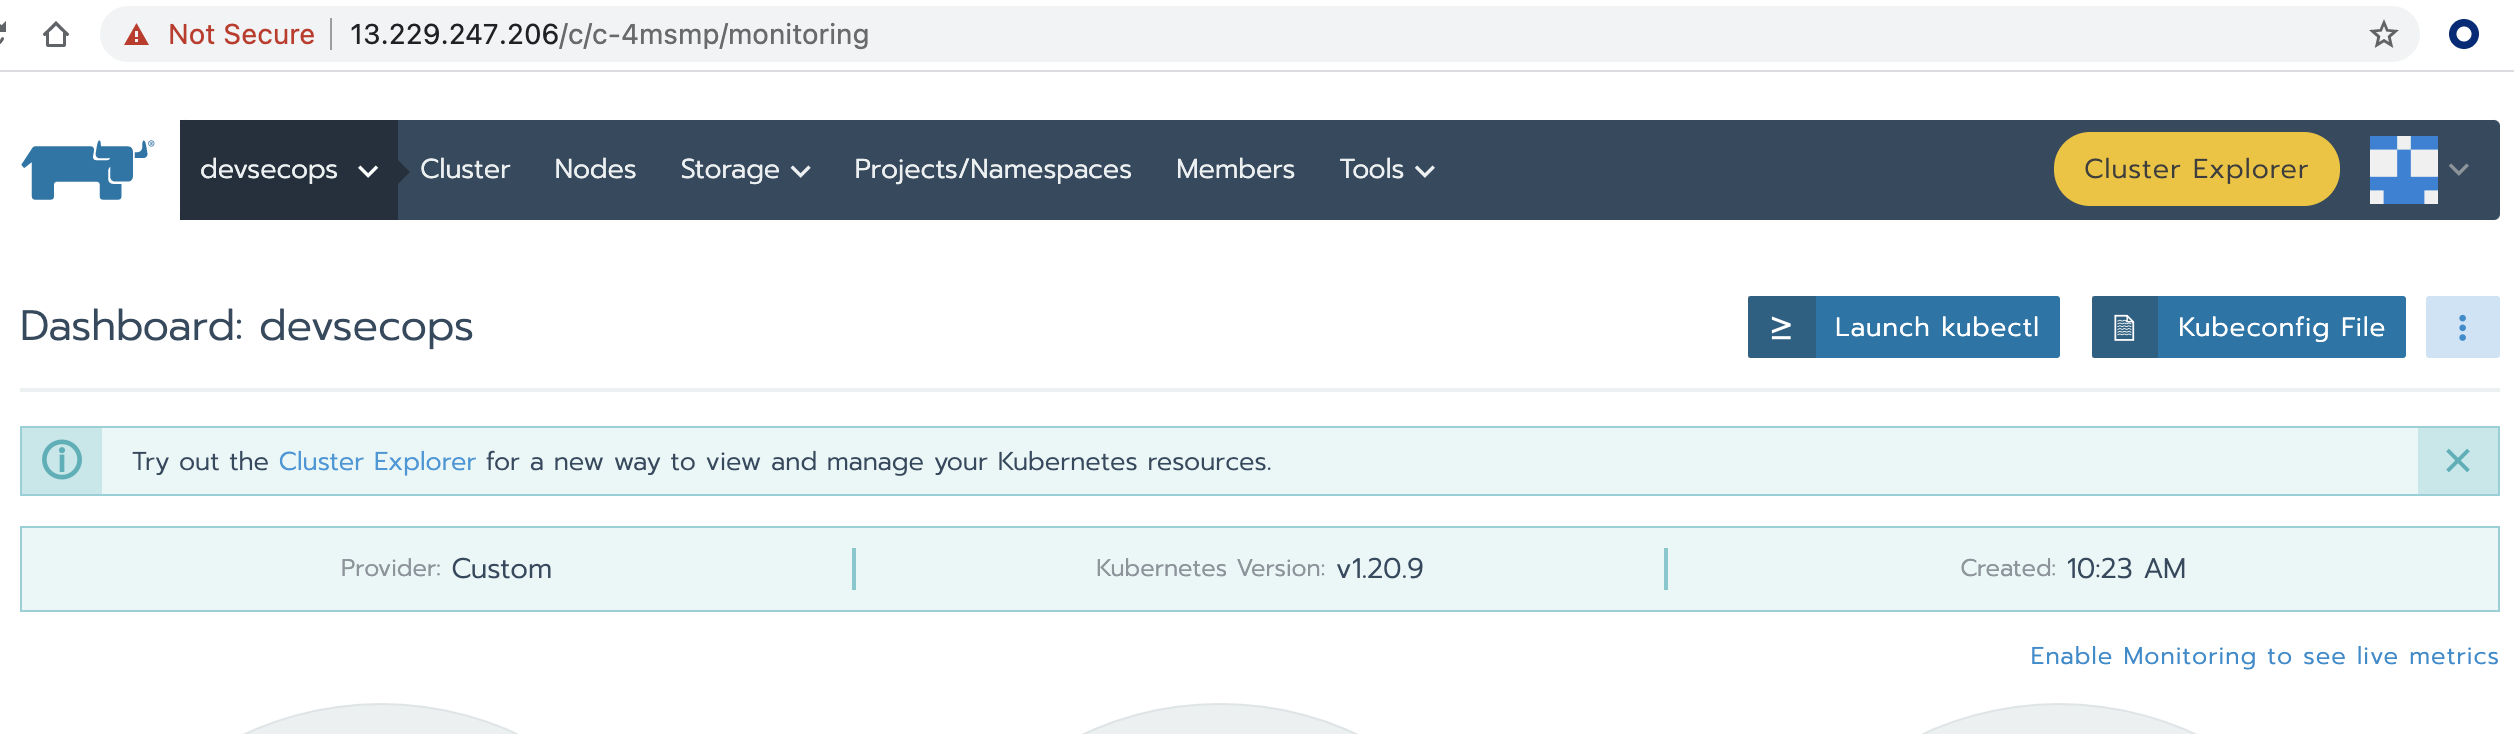 Not Secure 13.229.247.206/c/c-4msmp/monitoring
devsecops Cluster Nodes Storage Projects/Namespaces Members Tools Cluster Explorer
Dashboard: devsecops Launch kubectl Kubeconfig File
Try out the Cluster Explorer for a new way to view and manage your Kubernetes resources.
Provider: Custom Kubernetes Version: v1.20.9 Created: 10:23 AM
Enable Monitoring to see live metrics